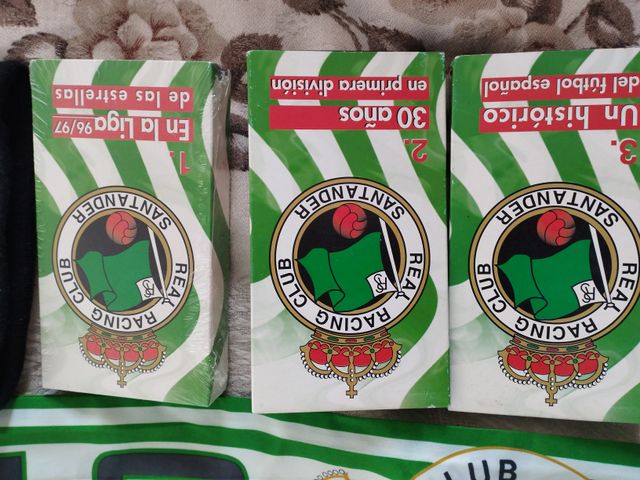 1.
En la Liga 96/97
de las estrellas
REAL RACING CLUB
SANTANDER
2.
30 años
en primera división
REAL RACING CLUB
SANTANDER
3.
Un histórico
del fútbol español
REAL RACING CLUB
SANTANDER
LUB